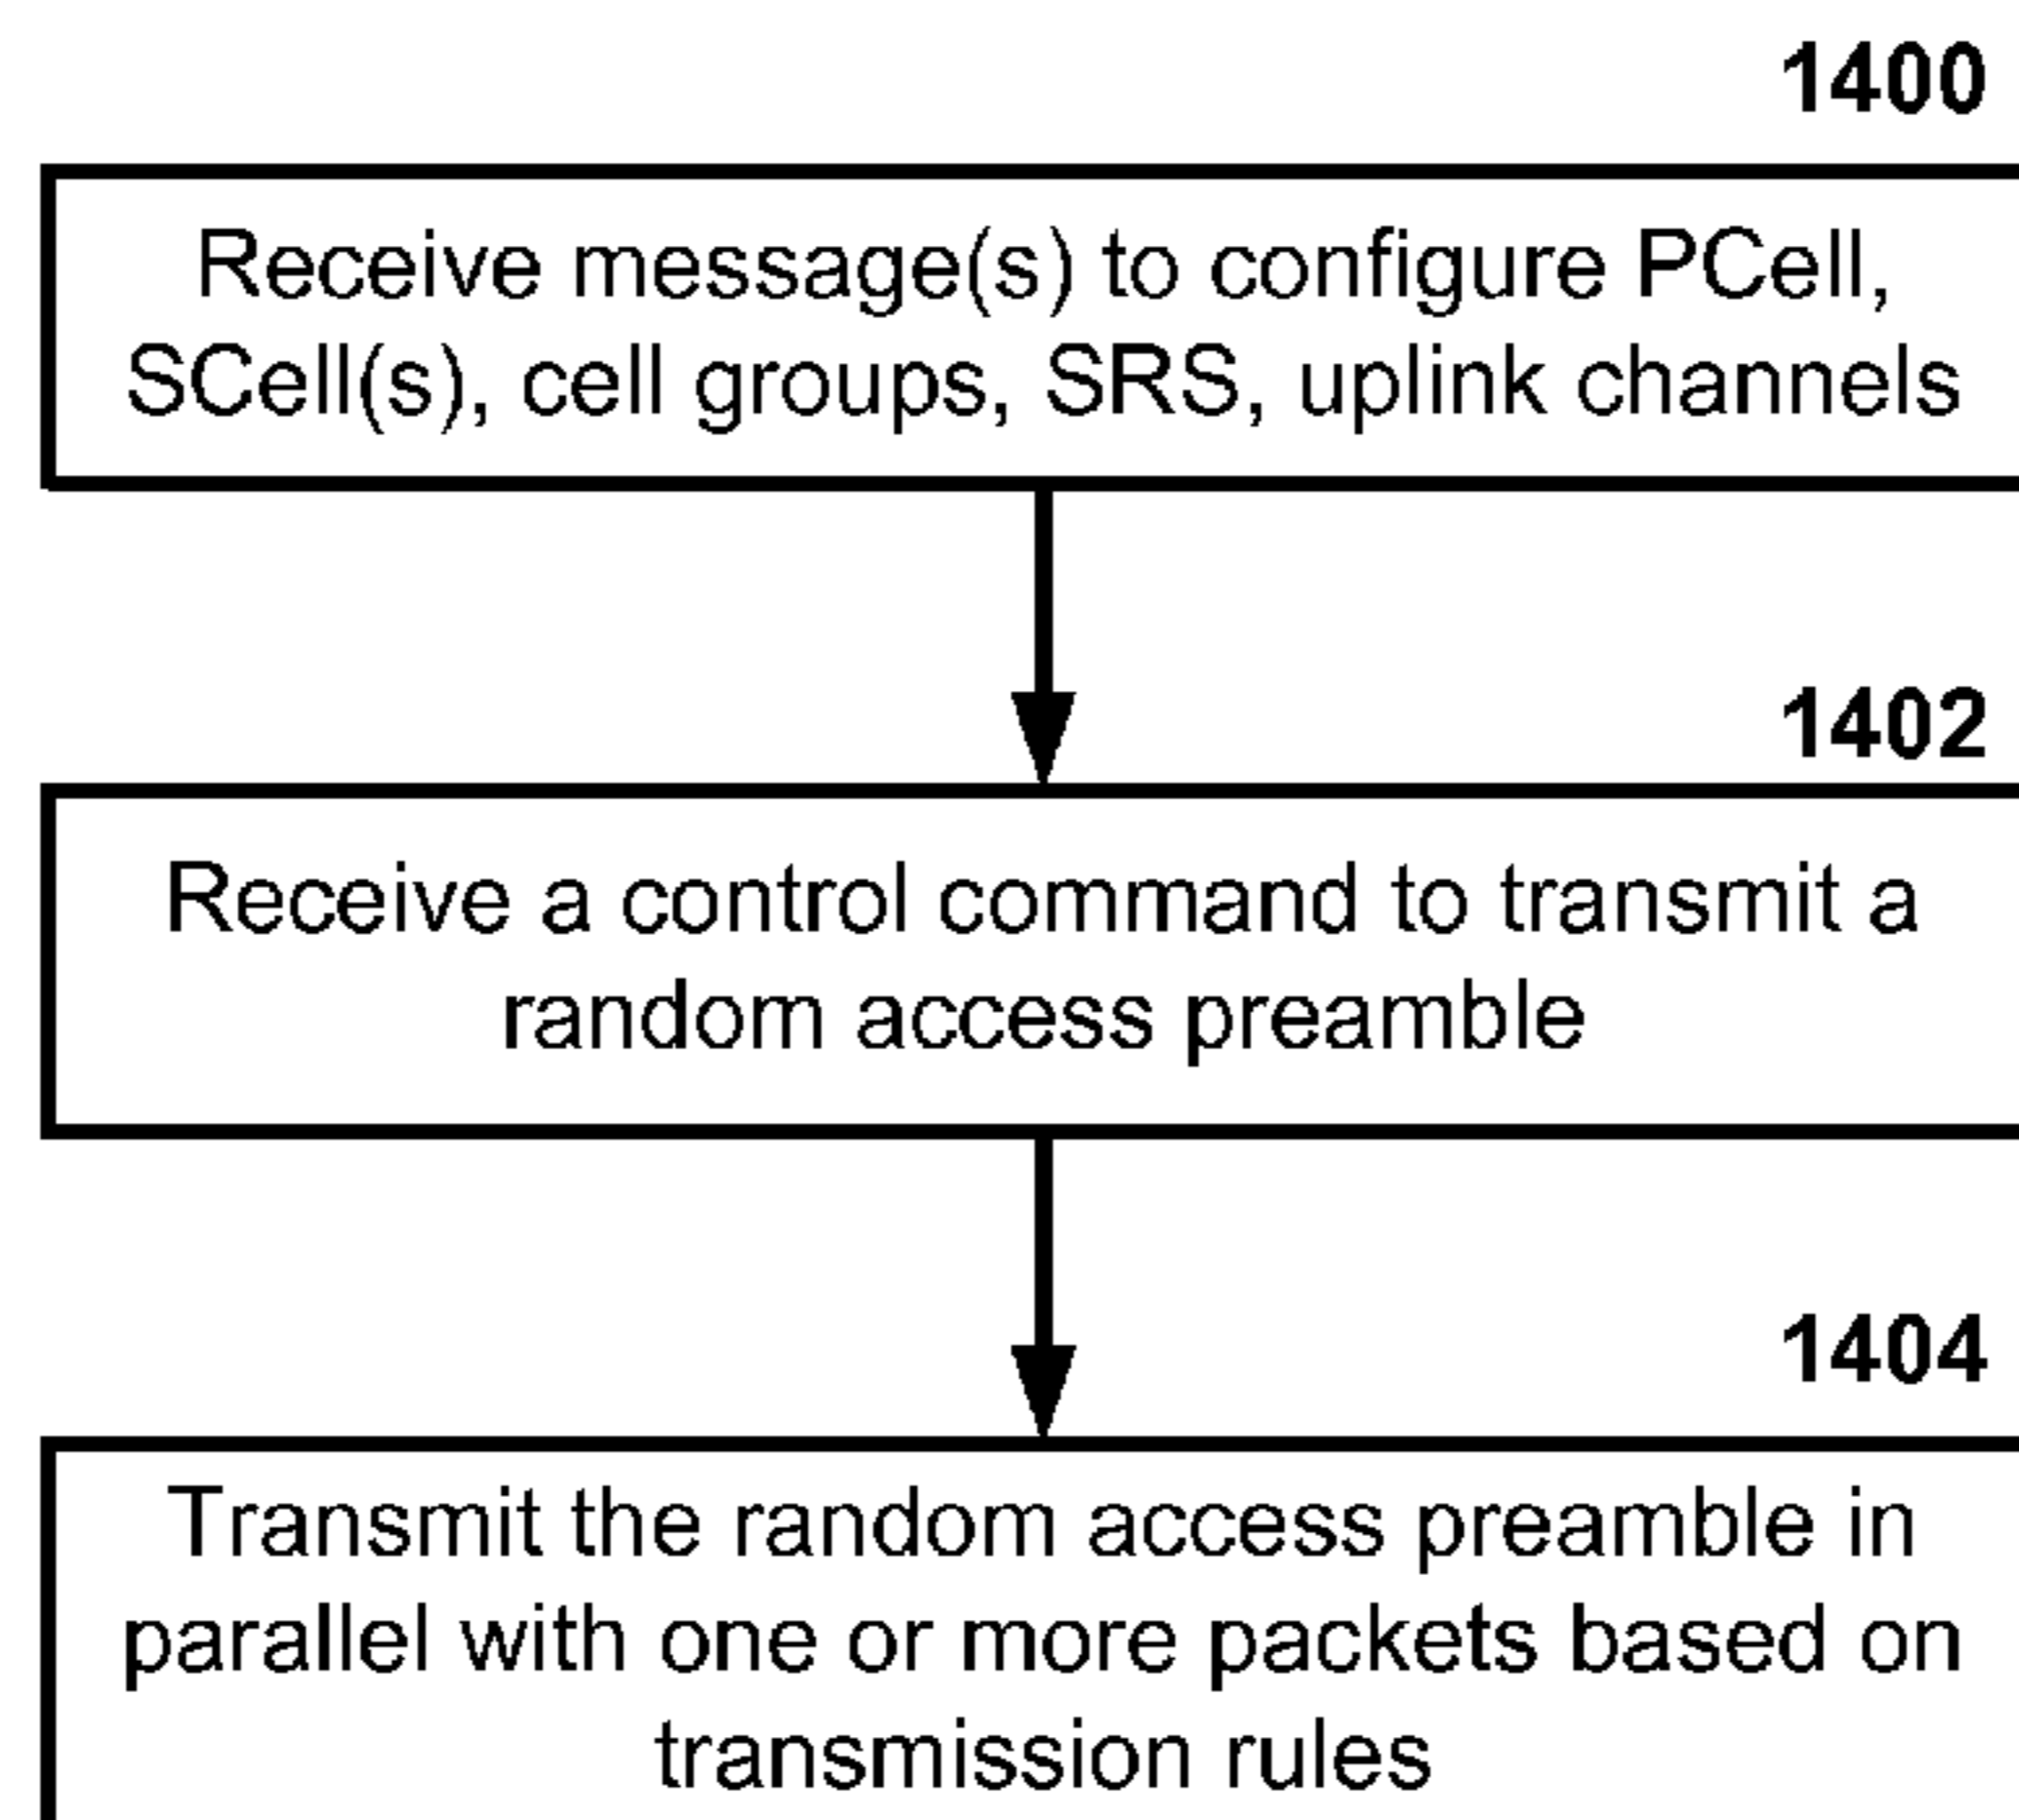 1400
Receive message(s) to configure PCell,
SCell(s), cell groups, SRS, uplink channels
1402
Receive a control command to transmit a
random access preamble
1404
Transmit the random access preamble in
parallel with one or more packets based on
transmission rules